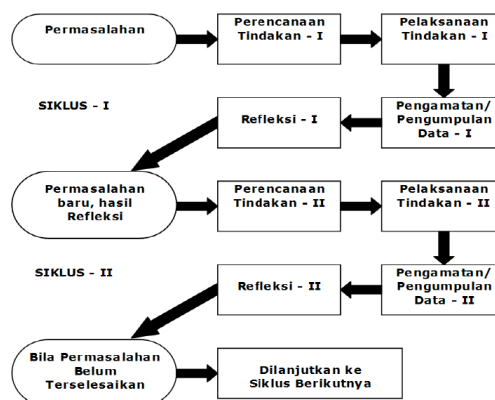 Permasalahan
Perencanaan
Tindakan - I
Pelaksanaan
Tindakan - I
SIKLUS - I
Refleksi - I
Pengamatan/
Pengumpulan
Data - I
Permasalahan
baru, hasil
Refleksi
Perencanaan
Tindakan - II
Pelaksanaan
Tindakan - II
SIKLUS - II
Refleksi - II
Pengamatan/
Pengumpulan
Data - II
Bila Permasalahan
Belum
Terselesaikan
Dilanjutkan ke
Siklus Berikutnya